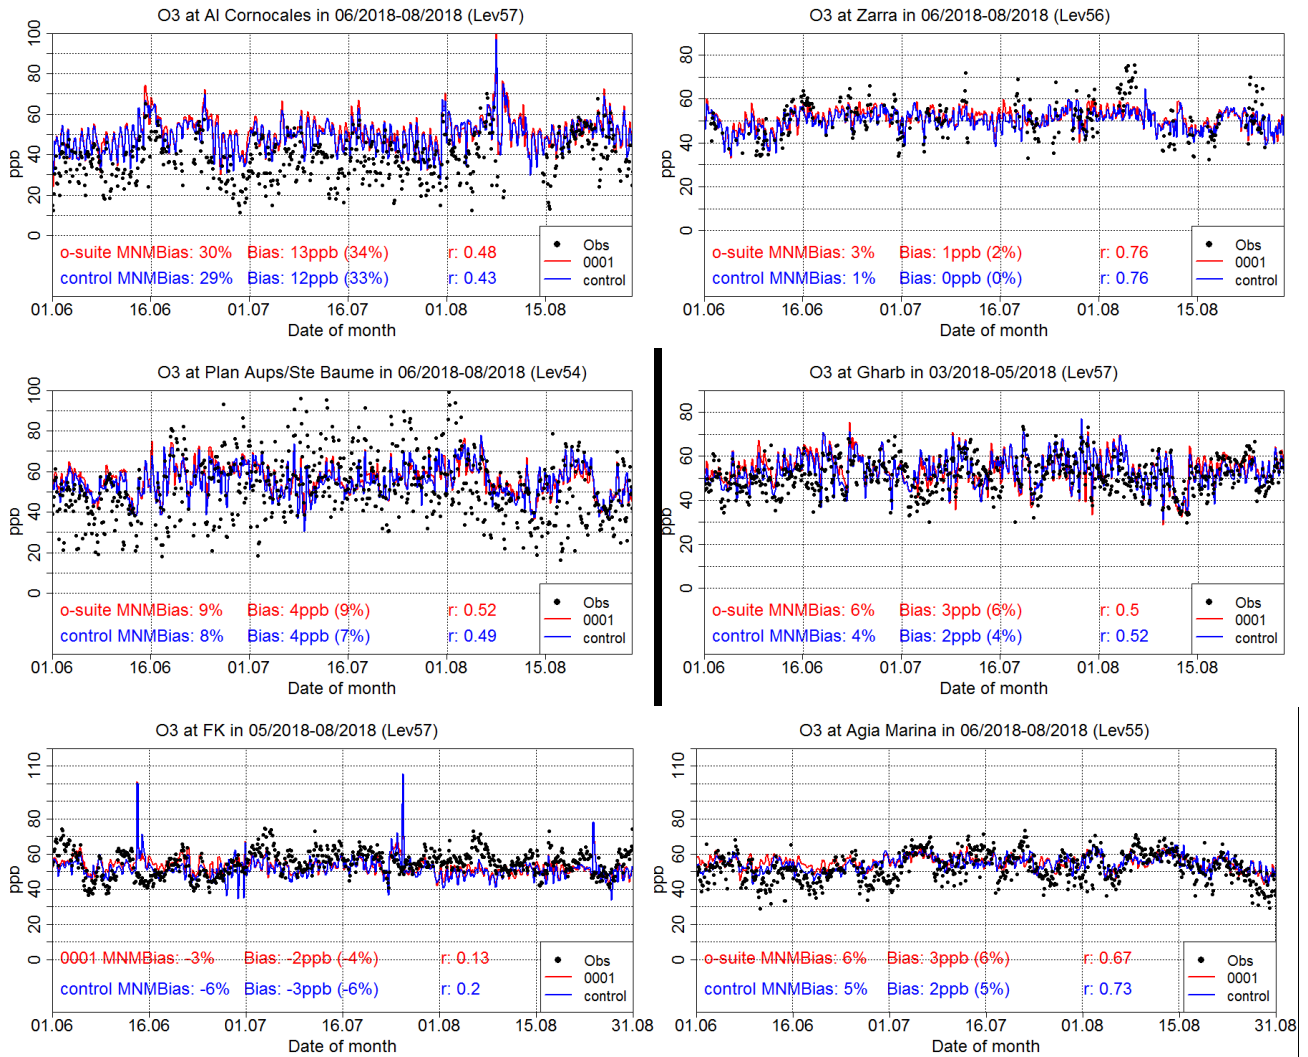 O3 at Al Cornocales in 06/2018-08/2018 (Lev57)
100
80
60
40
20
0
ppb
o-suite MNMBias: 30% Bias: 13ppb (34%) r: 0.48
control MNMBias: 29% Bias: 12ppb (33%) r: 0.43
Obs
0001
control
01.06 16.06 01.07 16.07 01.08 15.08
Date of month
O3 at Zarra in 06/2018-08/2018 (Lev56)
80
60
40
20
0
ppb
o-suite MNMBias: 3% Bias: 1ppb (2%) r: 0.76
control MNMBias: 1% Bias: 0ppb (0%) r: 0.76
Obs
0001
control
01.06 16.06 01.07 16.07 01.08 15.08
Date of month
O3 at Plan Aups/Ste Baume in 06/2018-08/2018 (Lev54)
100
80
60
40
20
0
ppb
o-suite MNMBias: 9% Bias: 4ppb (9%) r: 0.52
control MNMBias: 8% Bias: 4ppb (7%) r: 0.49
Obs
0001
control
01.06 16.06 01.07 16.07 01.08 15.08
Date of month
O3 at Gharb in 03/2018-05/2018 (Lev57)
80
60
40
20
0
ppb
o-suite MNMBias: 6% Bias: 3ppb (6%) r: 0.5
control MNMBias: 4% Bias: 2ppb (4%) r: 0.52
Obs
0001
control
01.06 16.06 01.07 16.07 01.08 15.08
Date of month
O3 at FK in 05/2018-08/2018 (Lev57)
110
80
60
40
20
0
ppb
0001 MNMBias: -3% Bias: -2ppb (-4%) r: 0.13
control MNMBias: -6% Bias: -3ppb (-6%) r: 0.2
Obs
0001
control
01.06 16.06 01.07 16.07 01.08 15.08 31.08
Date of month
O3 at Agia Marina in 06/2018-08/2018 (Lev55)
110
80
60
40
20
0
ppb
o-suite MNMBias: 6% Bias: 3ppb (6%) r: 0.67
control MNMBias: 5% Bias: 2ppb (5%) r: 0.73
Obs
0001
control
01.06 16.06 01.07 16.07 01.08 15.08 31.08
Date of month